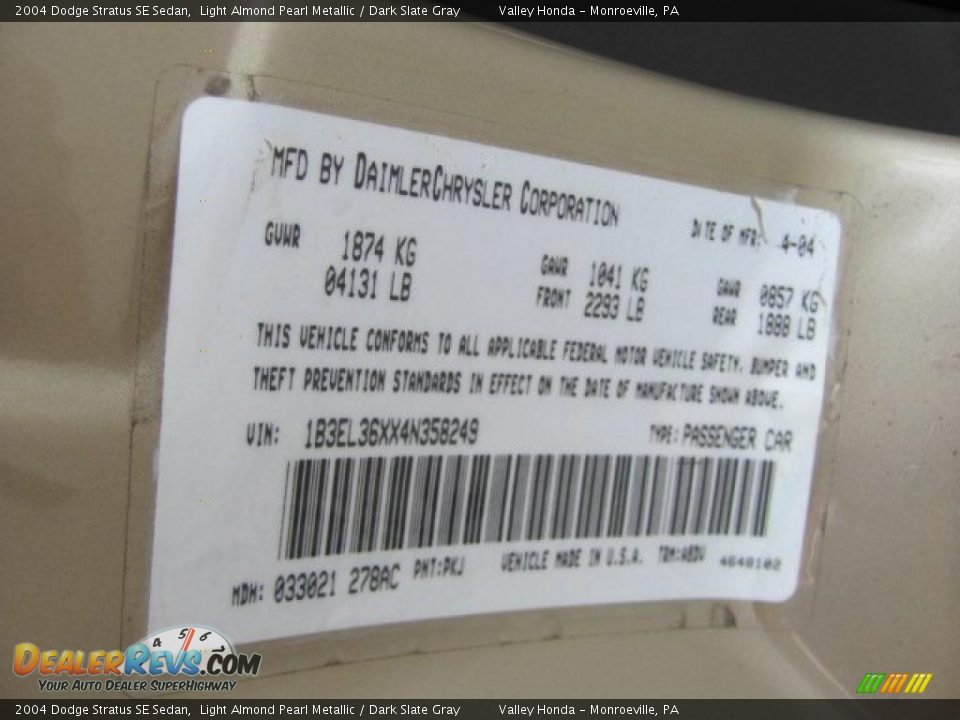 2004 Dodge Stratus SE Sedan, Light Almond Pearl Metallic / Dark Slate Gray Valley Honda - Monroeville, PA
MFD BY DAIMLERCHRYSLER CORPORATION
DATE OF MFR: 4-04
GVWR 1874 KG
04131 LB
GAWR 1041 KG
FRONT 2293 LB
GAWR 0857 KG
REAR 1888 LB
THIS VEHICLE CONFORMS TO ALL APPLICABLE FEDERAL MOTOR VEHICLE SAFETY, BUMPER AND
THEFT PREVENTION STANDARDS IN EFFECT ON THE DATE OF MANUFACTURE SHOWN ABOVE.
VIN: 1B3EL36XX4N358249
TYPE: PASSENGER CAR
MDH: 033021 278AC PNT:PKJ VEHICLE MADE IN U.S.A. TRM:ABDV 4648102
4 5 6
DEALERREVS.COM
YOUR AUTO DEALER SUPERHIGHWAY
2004 Dodge Stratus SE Sedan, Light Almond Pearl Metallic / Dark Slate Gray Valley Honda - Monroeville, PA